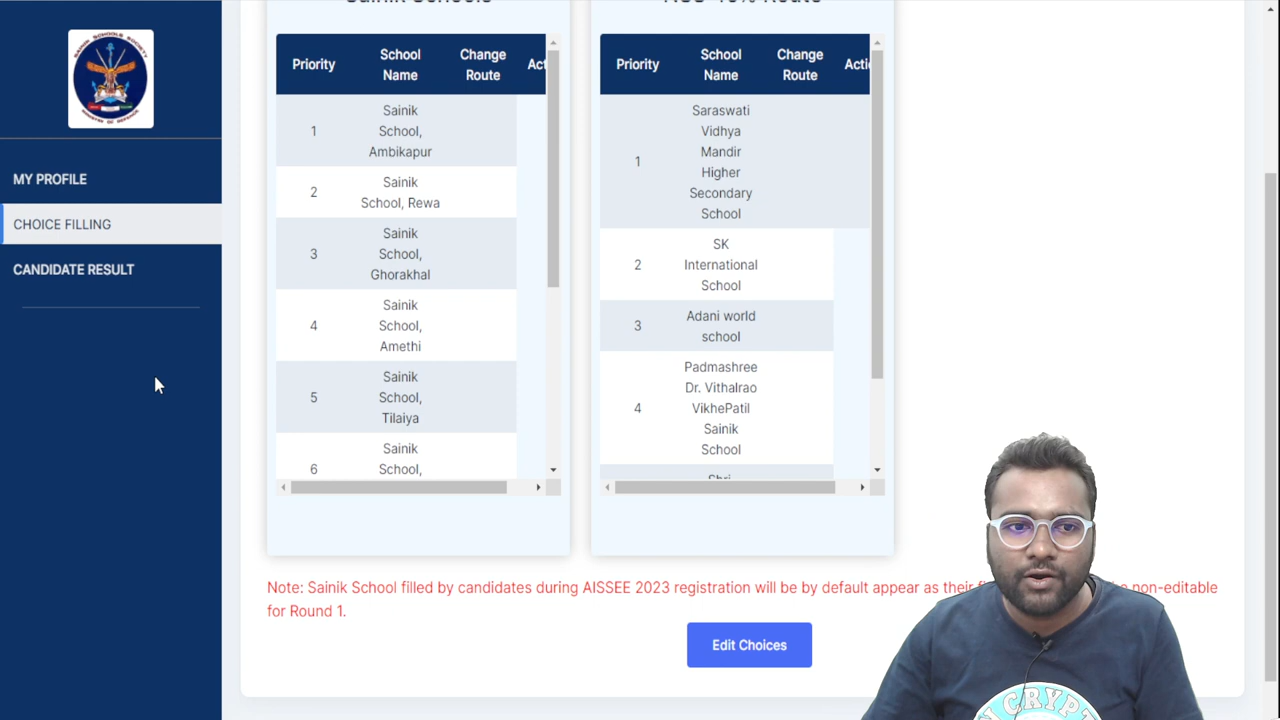 Priority
School
Name
Change
Route
1
Sainik
School,
Ambikapur
2
Sainik
School, Rewa
3
Sainik
School,
Ghorakhal
4
Sainik
School,
Amethi
5
Sainik
School,
Tilaiya
6
Sainik
School,
Priority
School
Name
Change
Route
1
Saraswati
Vidhya
Mandir
Higher
Secondary
School
2
SK
International
School
3
Adani world
school
4
Padmashree
Dr. Vithalrao
VikhePatil
Sainik
School
MY PROFILE
CHOICE FILLING
CANDIDATE RESULT
Note: Sainik School filled by candidates during AISSEE 2023 registration will be by default appear as their non-editable
for Round 1.
Edit Choices